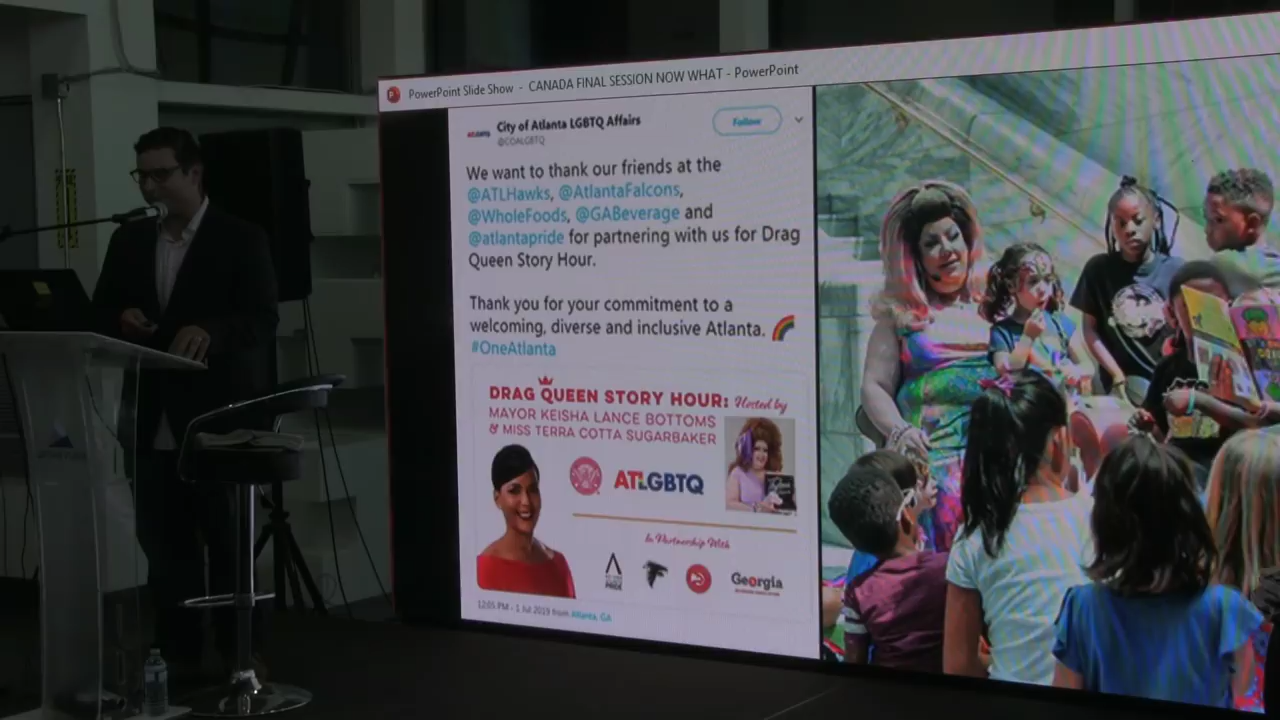 PowerPoint Slide Show - CANADA FINAL SESSION NOW WHAT - PowerPoint
City of Atlanta LGBTQ Affairs
@COALGBTQ
Follow
We want to thank our friends at the
@ATLHawks, @AtlantaFalcons,
@WholeFoods, @GABeverage and
@atlantapride for partnering with us for Drag
Queen Story Hour.
Thank you for your commitment to a
welcoming, diverse and inclusive Atlanta. 🌈
#OneAtlanta
DRAG QUEEN STORY HOUR: Hosted by
MAYOR KEISHA LANCE BOTTOMS
& MISS TERRA COTTA SUGARBAKER
ATLGBTQ
In Partnership With
PRIDE
Georgia
12:05 PM - 1 Jul 2019 from Atlanta, GA